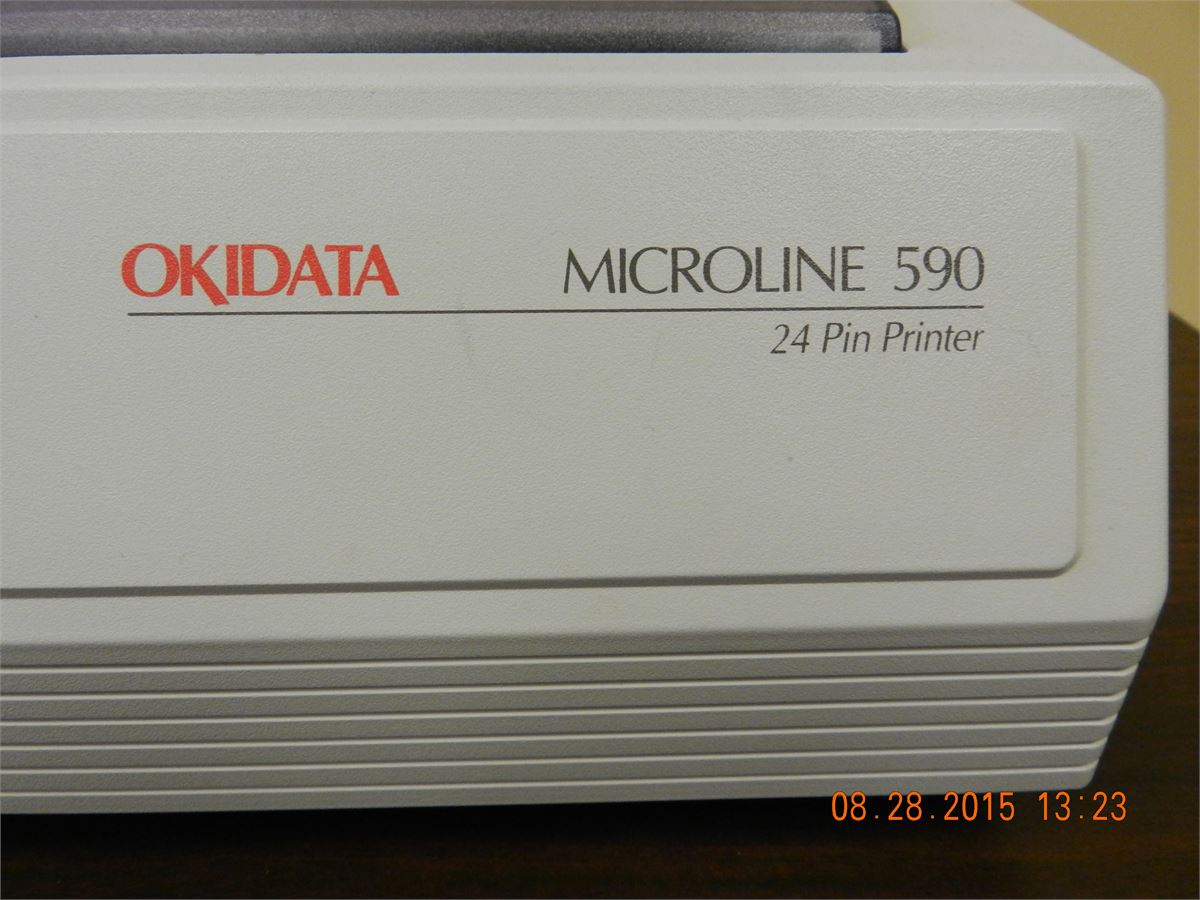 OKIDATA MICROLINE 590
24 Pin Printer
08.28.2015 13:23